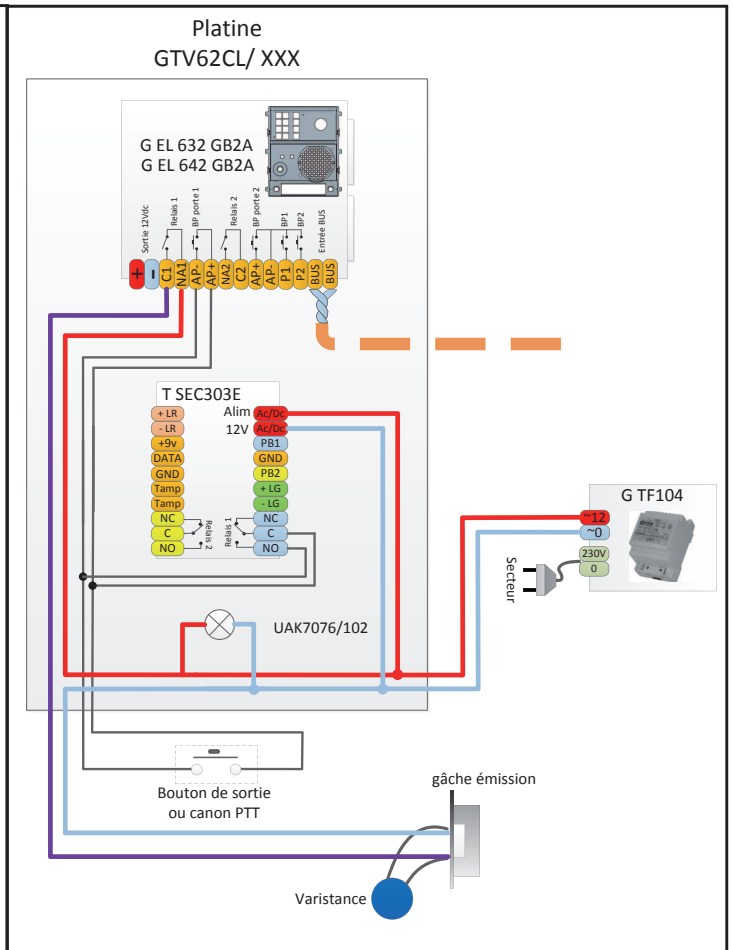 Platine
GTV62CL/ XXX
G EL 632 GB2A
G EL 642 GB2A
Sortie 12Vdc
Relais 1
BP porte 1
Relais 2
BP porte 2
BP1
BP2
Entrée BUS
+
-
C1
NA1
AP-
AP+
NA2
C2
AP+
AP-
P1
P2
BUS
BUS
T SEC303E
+ LR
- LR
+9v
DATA
GND
Tamp
Tamp
NC
C
NO
Relais 2
Relais 1
Alim
12V
Ac/Dc
Ac/Dc
PB1
GND
PB2
+ LG
- LG
NC
C
NO
G TF104
~12
~0
230V
0
Secteur
UAK7076/102
Bouton de sortie
ou canon PTT
gâche émission
Varistance